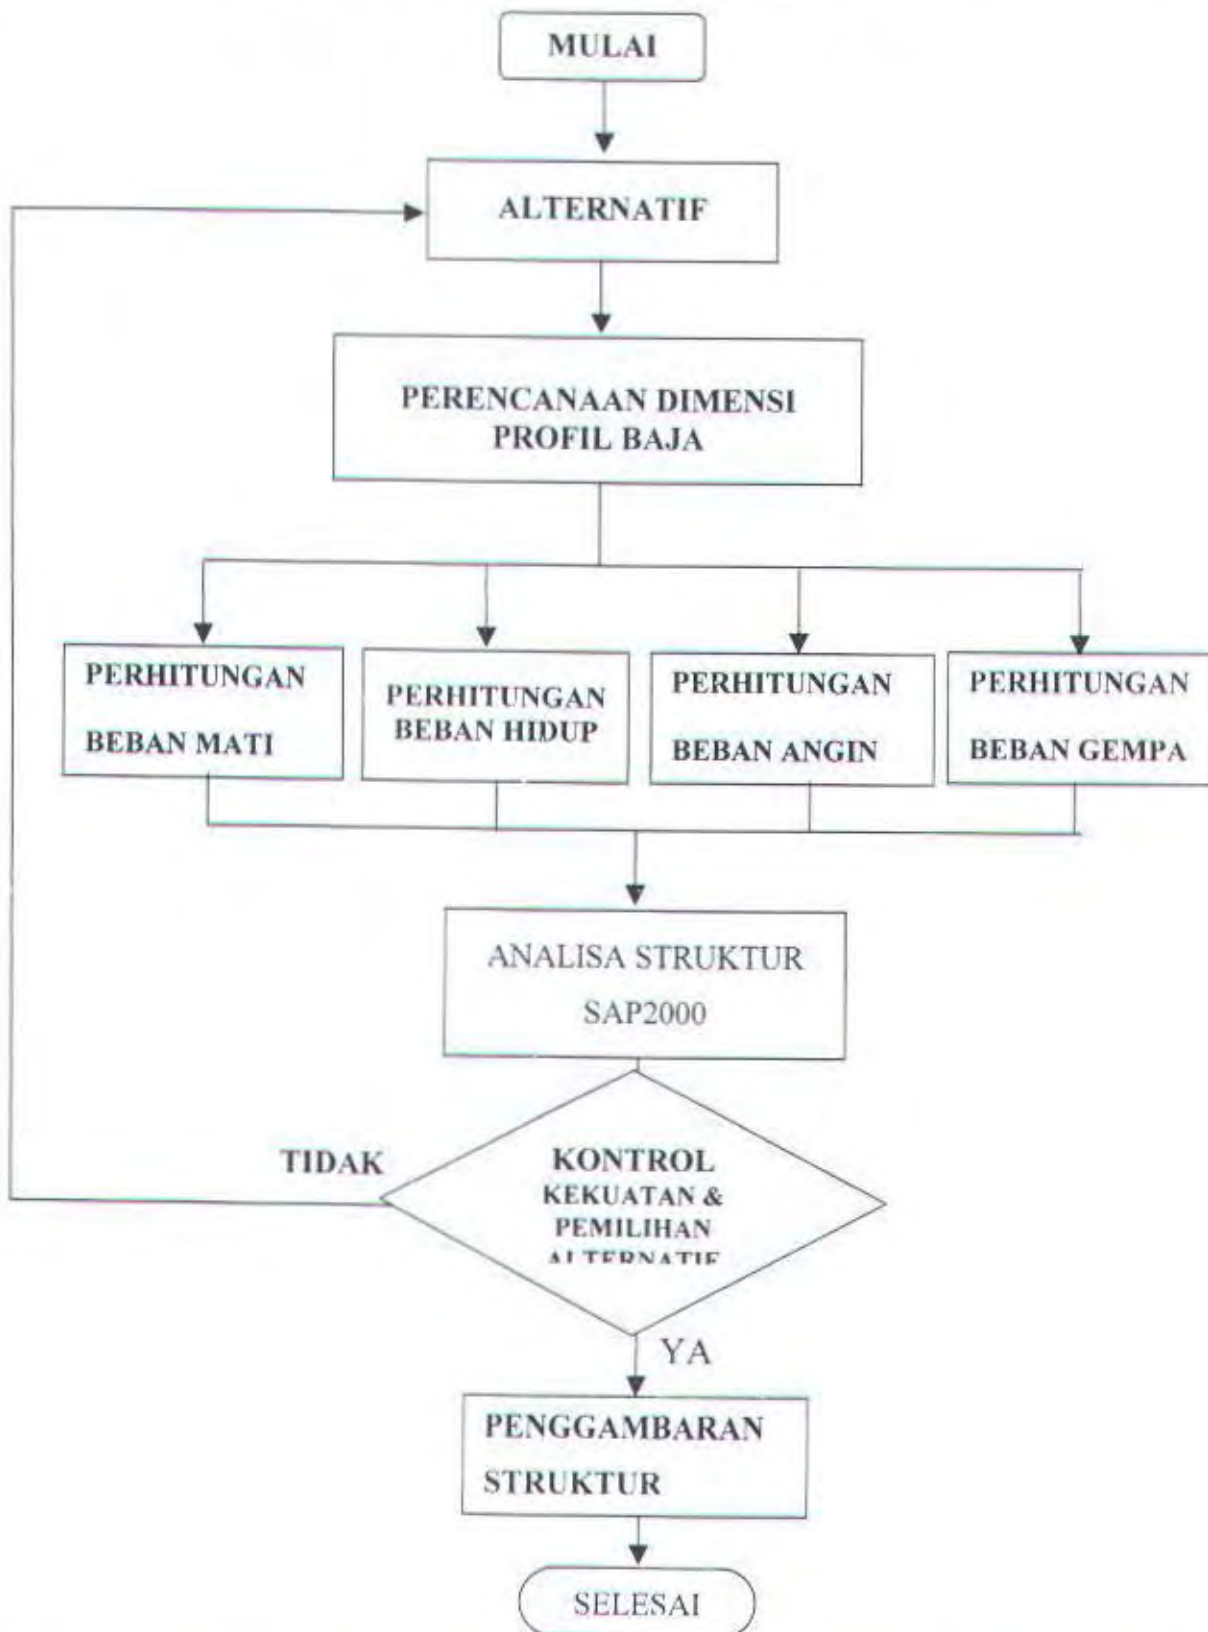 MULAI
ALTERNATIF
PERENCANAAN DIMENSI
PROFIL BAJA
PERHITUNGAN
BEBAN MATI
PERHITUNGAN
BEBAN HIDUP
PERHITUNGAN
BEBAN ANGIN
PERHITUNGAN
BEBAN GEMPA
ANALISA STRUKTUR
SAP2000
TIDAK
KONTROL
KEKUATAN &
PEMILIHAN
ALTERNATIF
YA
PENGGAMBARAN
STRUKTUR
SELESAI